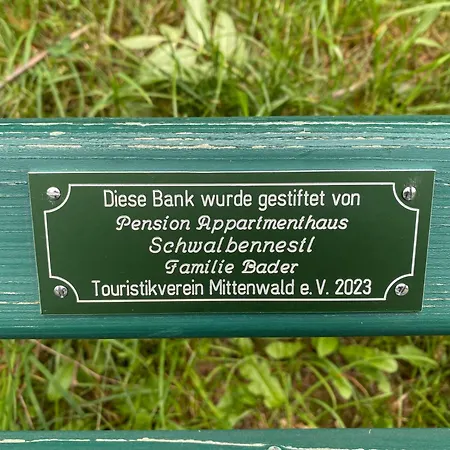 Diese Bank wurde gestiftet von
Pension Appartmenthaus
Schwalbennestl
Familie Bader
Touristikverein Mittenwald e.V. 2023